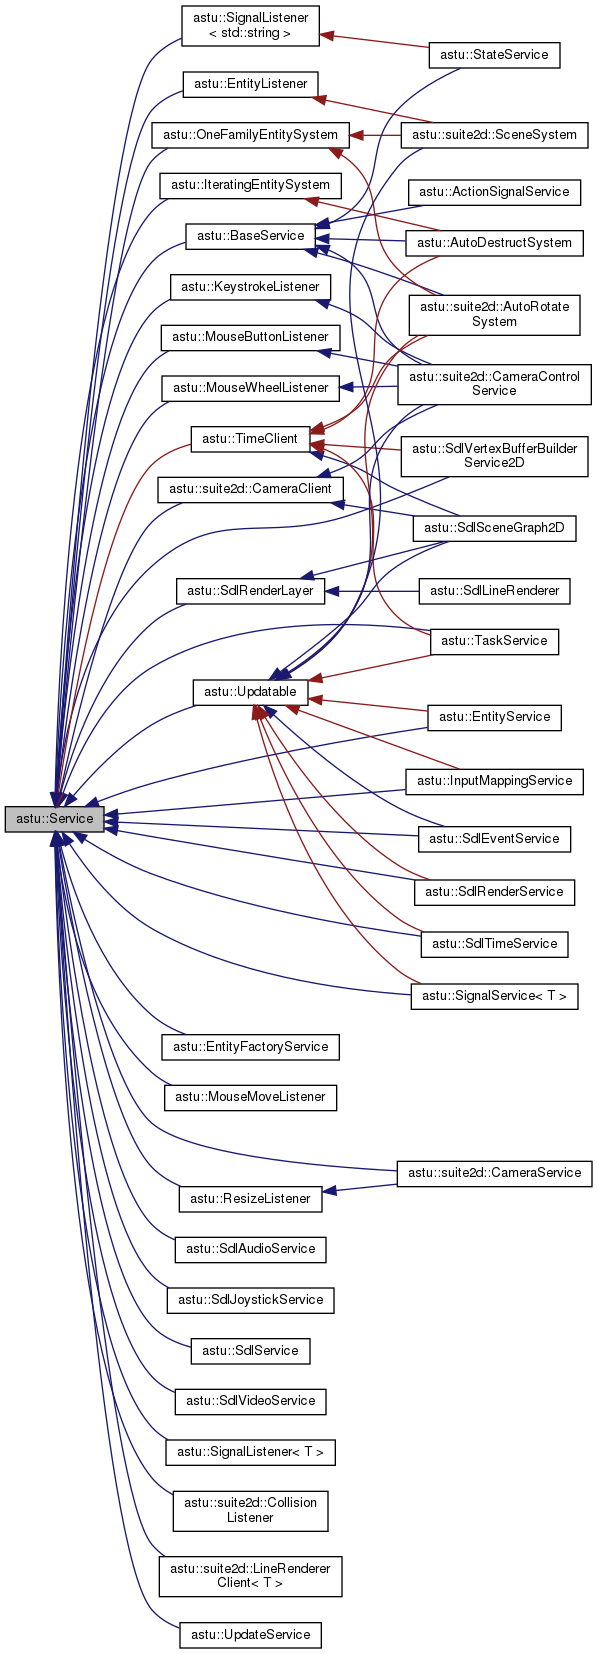 astu::SignalListener
< std::string >
astu::StateService
astu::EntityListener
astu::OneFamilyEntitySystem
astu::suite2d::SceneSystem
astu::IteratingEntitySystem
astu::ActionSignalService
astu::BaseService
astu::AutoDestructSystem
astu::KeystrokeListener
astu::suite2d::AutoRotate
System
astu::MouseButtonListener
astu::suite2d::CameraControl
Service
astu::MouseWheelListener
astu::TimeClient
astu::SdlVertexBufferBuilder
Service2D
astu::suite2d::CameraClient
astu::SdlSceneGraph2D
astu::SdlRenderLayer
astu::SdlLineRenderer
astu::TaskService
astu::Updatable
astu::EntityService
astu::InputMappingService
astu::Service
astu::SdlEventService
astu::SdlRenderService
astu::SdlTimeService
astu::SignalService< T >
astu::EntityFactoryService
astu::MouseMoveListener
astu::suite2d::CameraService
astu::ResizeListener
astu::SdlAudioService
astu::SdlJoystickService
astu::SdlService
astu::SdlVideoService
astu::SignalListener< T >
astu::suite2d::Collision
Listener
astu::suite2d::LineRenderer
Client< T >
astu::UpdateService